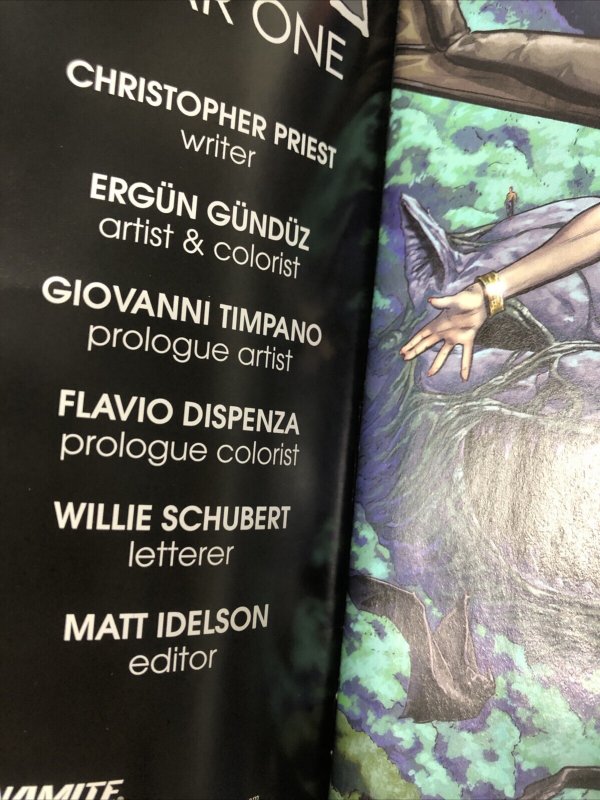 ONE
CHRISTOPHER PRIEST
writer
ERGÜN GÜNDÜZ
artist & colorist
GIOVANNI TIMPANO
prologue artist
FLAVIO DISPENZA
prologue colorist
WILLIE SCHUBERT
letterer
MATT IDELSON
editor